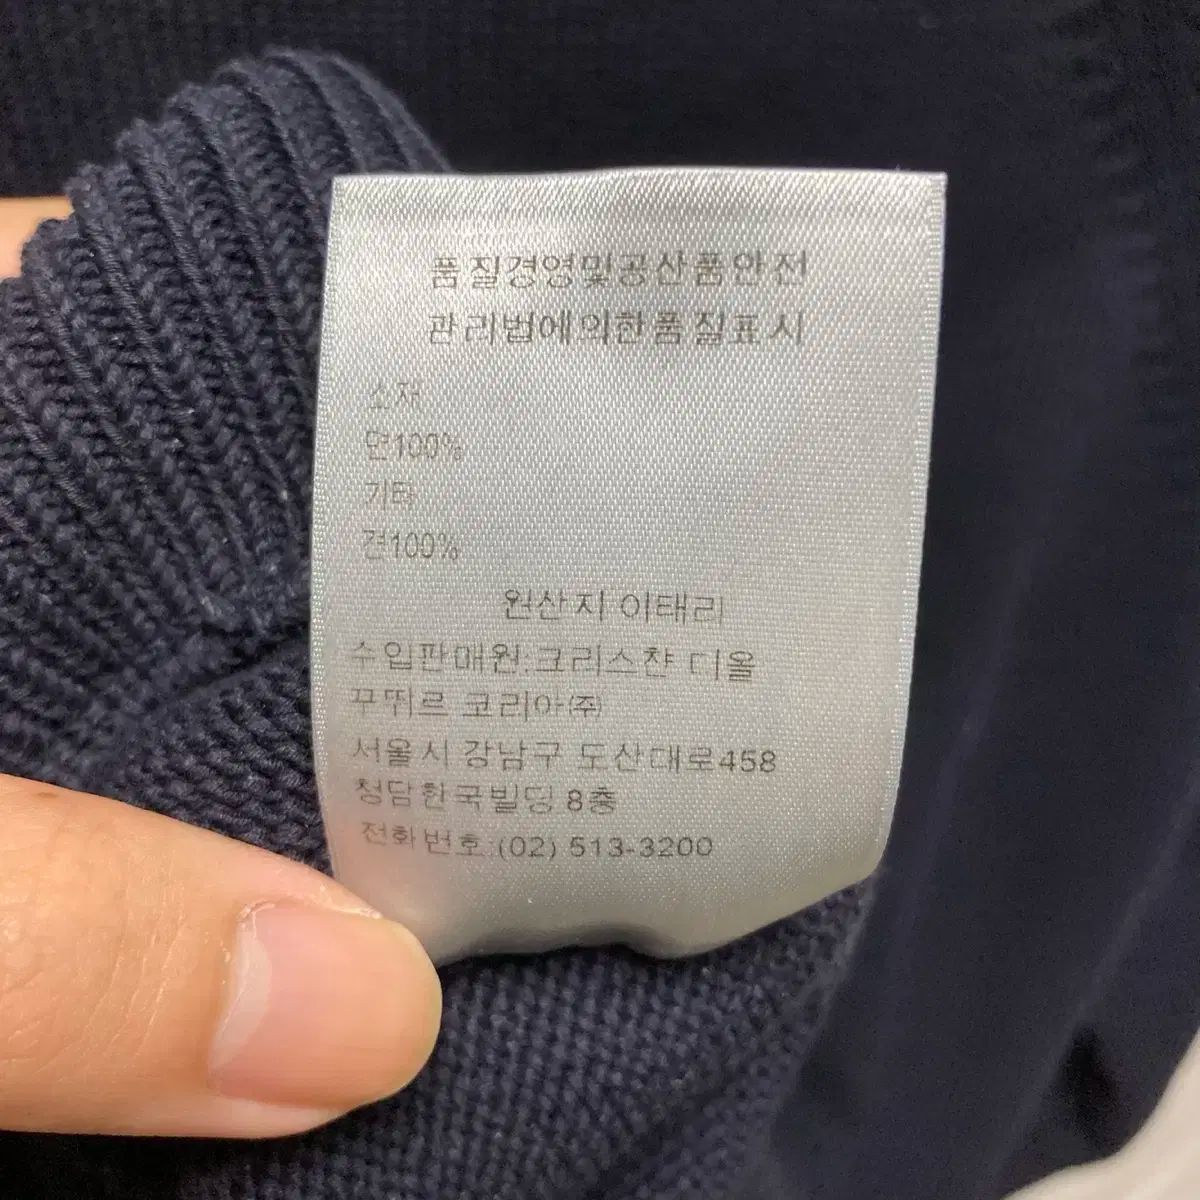 품질경영및공산품안전
관리법에의한품질표시
소재
면100%
기타
견100%
원산지 이태리
수입판매원:크리스챤 디올
꾸뛰르 코리아㈜
서울시 강남구 도산대로458
청담한국빌딩 8층
전화번호:(02) 513-3200